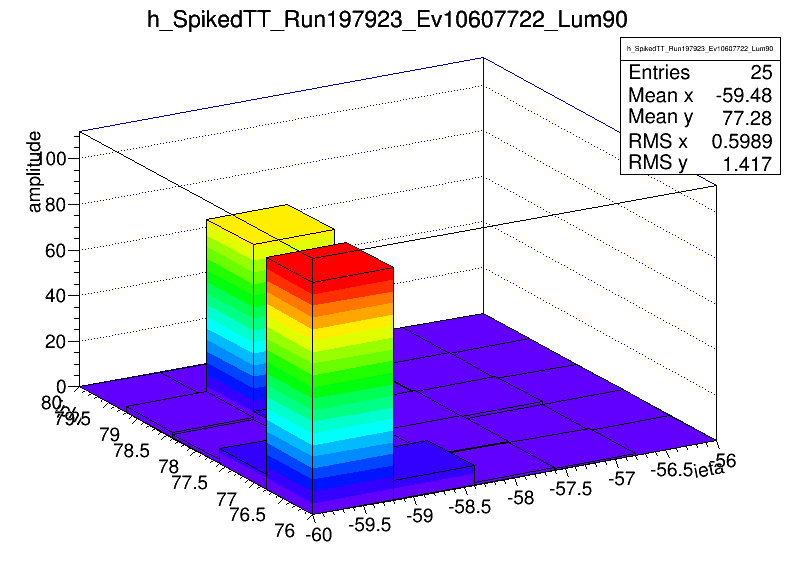 h_SpikedTT_Run197923_Ev10607722_Lum90
h_SpikedTT_Run197923_Ev10607722_Lum90
Entries 25
Mean x -59.48
Mean y 77.28
RMS x 0.5989
RMS y 1.417
amplitude
100
80
60
40
20
0
80
79.5
79
78.5
78
77.5
77
76.5
76
-60
-59.5
-59
-58.5
-58
-57.5
-57
-56.5
-56
ieta